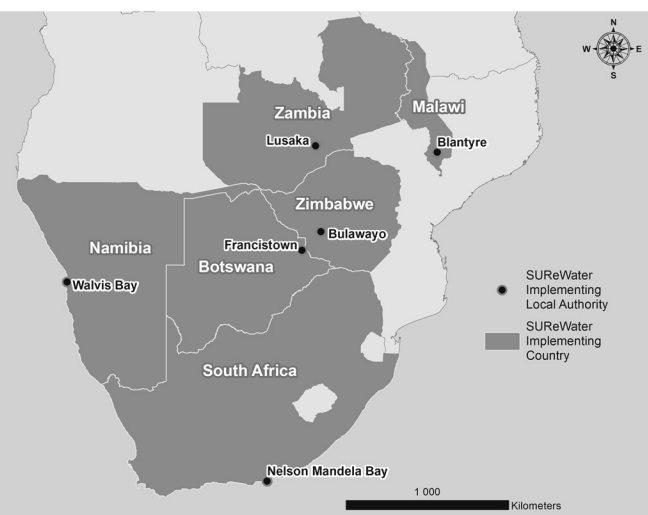 N
W E
S
Zambia
Malawi
Lusaka
Blantyre
Zimbabwe
Bulawayo
Namibia
Francistown
Botswana
Walvis Bay
SUReWater
Implementing
Local Authority
SUReWater
Implementing
Country
South Africa
Nelson Mandela Bay
1 000
Kilometers